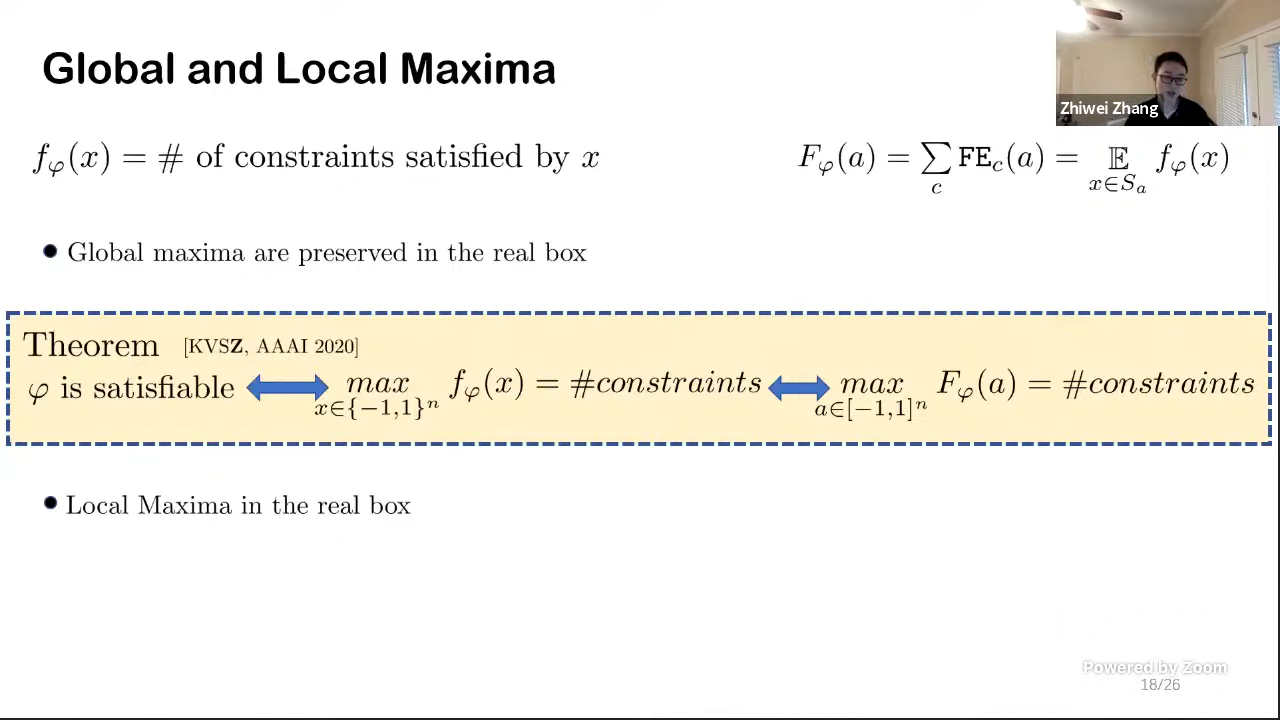 Global and Local Maxima
Zhiwei Zhang
f_φ(x) = # of constraints satisfied by x
F_φ(a) = ∑_c FE_c(a) = 𝔼_{x∈S_a} f_φ(x)
● Global maxima are preserved in the real box
Theorem [KVSZ, AAAI 2020]
φ is satisfiable ⟺ max_{x∈{−1,1}^n} f_φ(x) = #constraints ⟺ max_{a∈[−1,1]^n} F_φ(a) = #constraints
● Local Maxima in the real box
Powered by Zoom
18/26